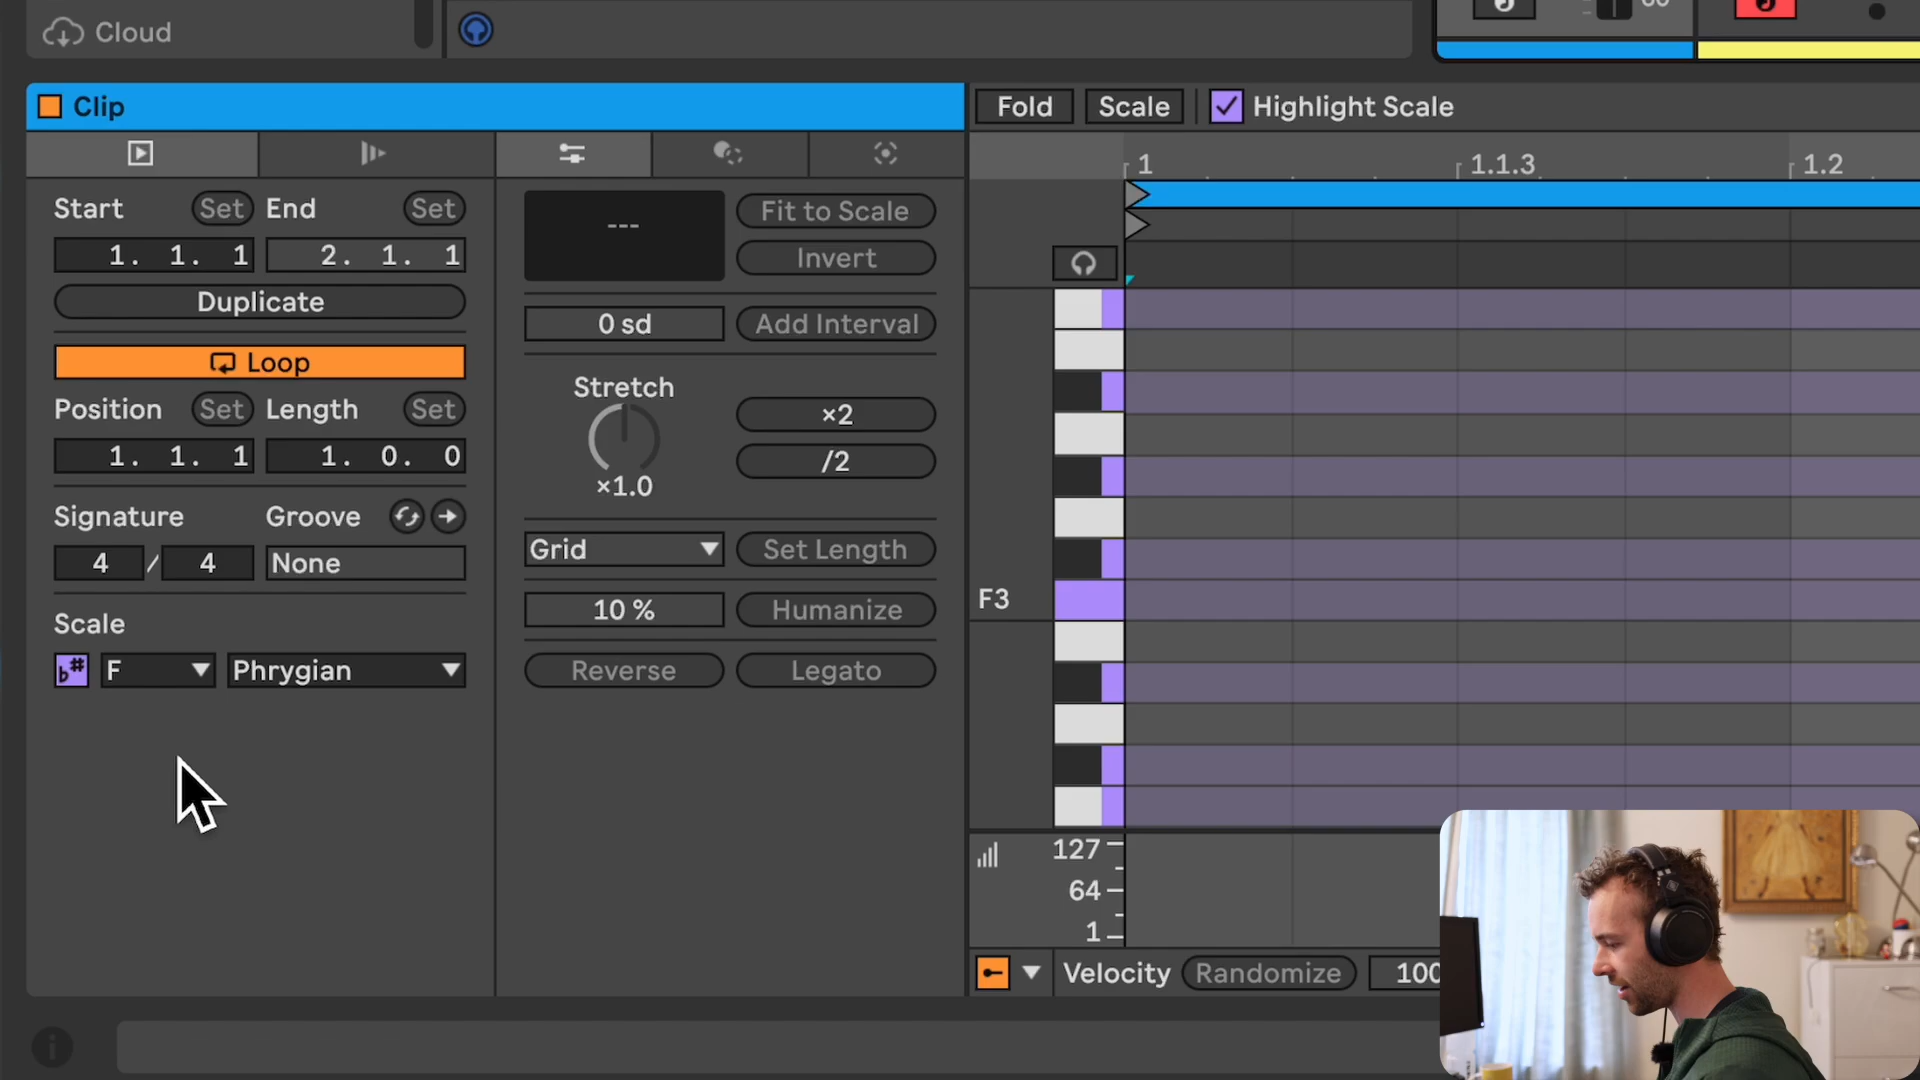 Cloud
Clip
Fold Scale Highlight Scale
1 1.1.3 1.2
Start Set End Set
1. 1. 1 2. 1. 1
Duplicate
Loop
Position Set Length Set
1. 1. 1 1. 0. 0
Signature Groove
4 / 4 None
Scale
b# F Phrygian
--- Fit to Scale
Invert
0 sd Add Interval
Stretch
×1.0
×2
/2
Grid Set Length
10 % Humanize
Reverse Legato
F3
127
64
1
Velocity Randomize 100